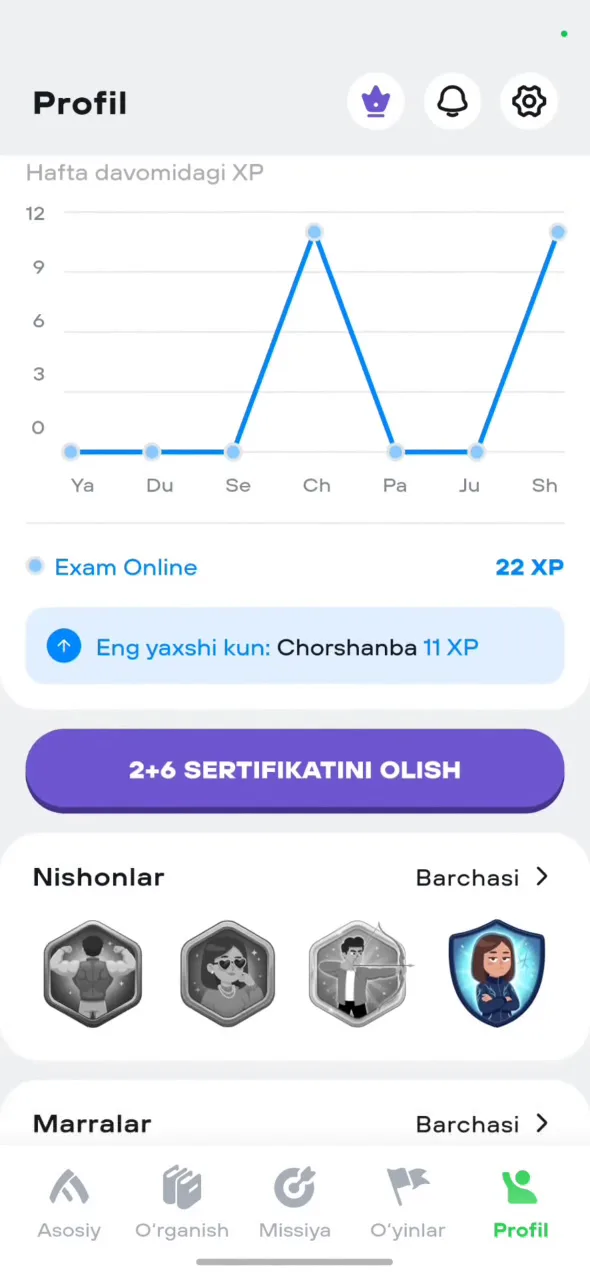 Profil
Hafta davomidagi XP
12
9
6
3
0
Ya Du Se Ch Pa Ju Sh
Exam Online 22 XP
Eng yaxshi kun: Chorshanba 11 XP
2+6 SERTIFIKATINI OLISH
Nishonlar Barchasi
Marralar Barchasi
Asosiy O‘rganish Missiya O‘yinlar Profil